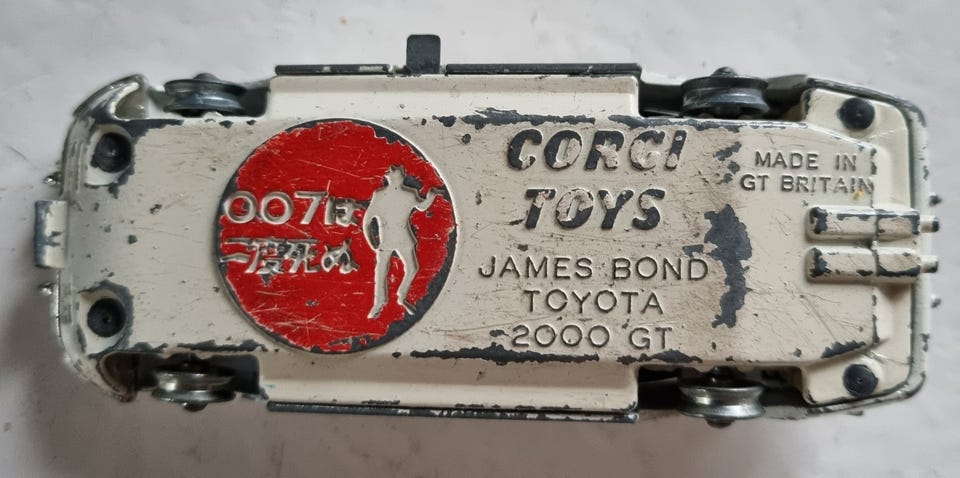 007は
二度死ぬ
CORGI
TOYS
JAMES BOND
TOYOTA
2000 GT
MADE IN
GT BRITAIN